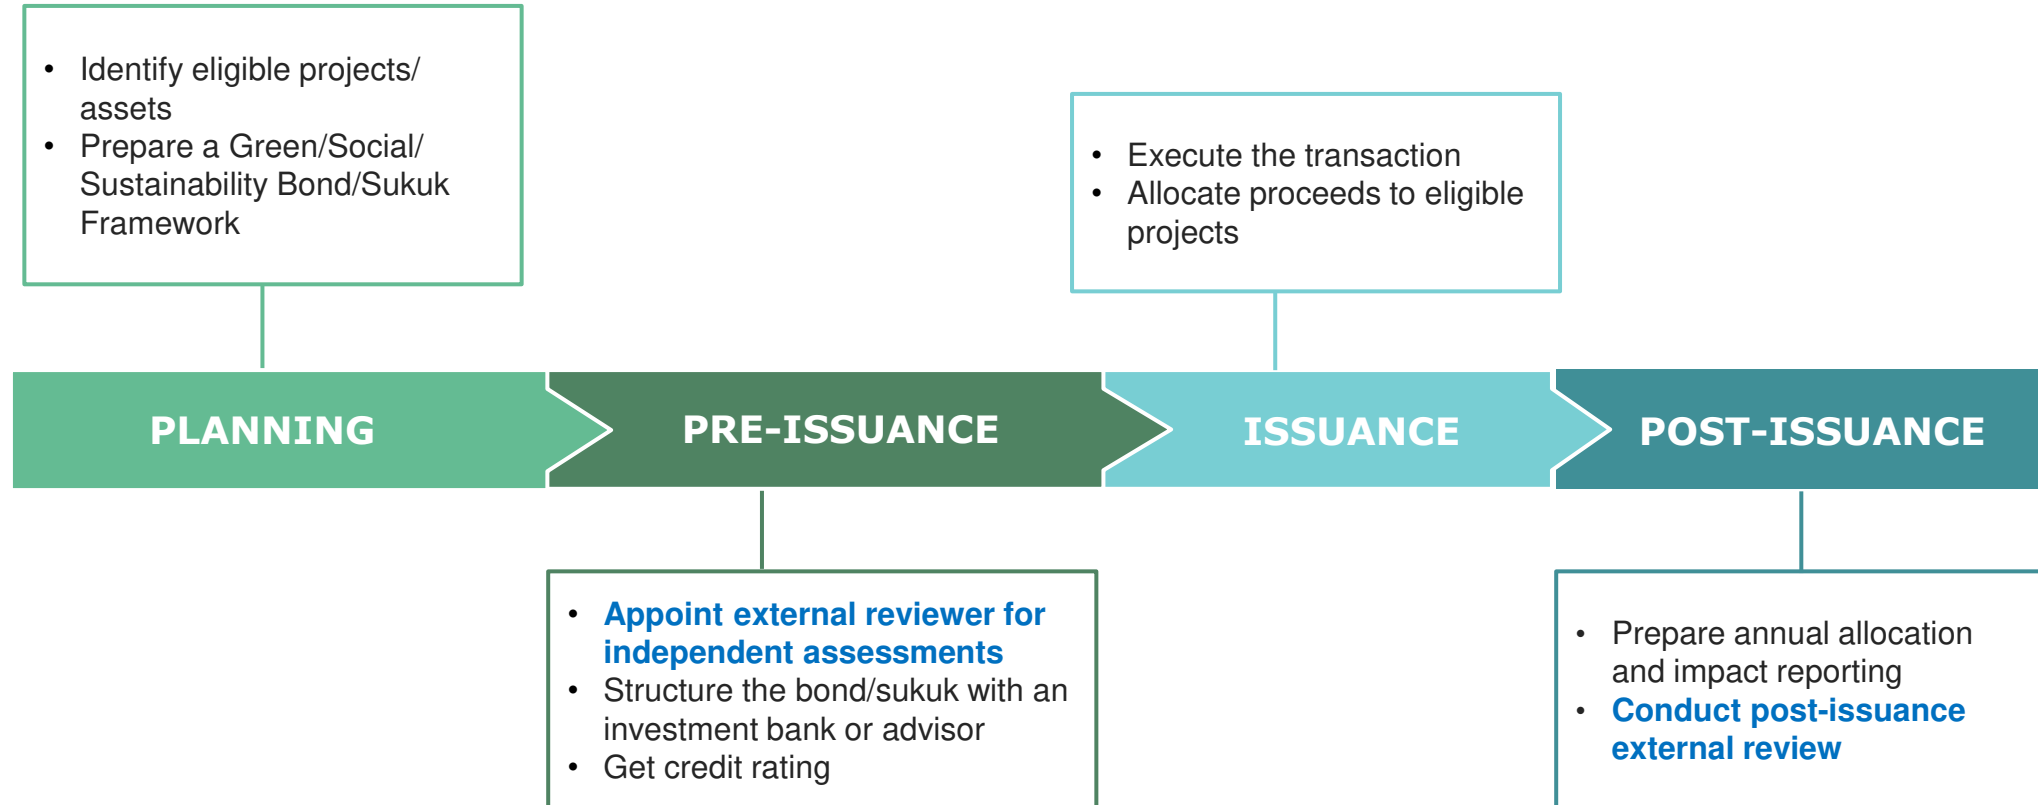 • Identify eligible projects/
assets
• Prepare a Green/Social/
Sustainability Bond/Sukuk
Framework
• Execute the transaction
• Allocate proceeds to eligible
projects
PLANNING
PRE-ISSUANCE
ISSUANCE
POST-ISSUANCE
• Appoint external reviewer for
independent assessments
• Structure the bond/sukuk with an
investment bank or advisor
• Get credit rating
• Prepare annual allocation
and impact reporting
• Conduct post-issuance
external review